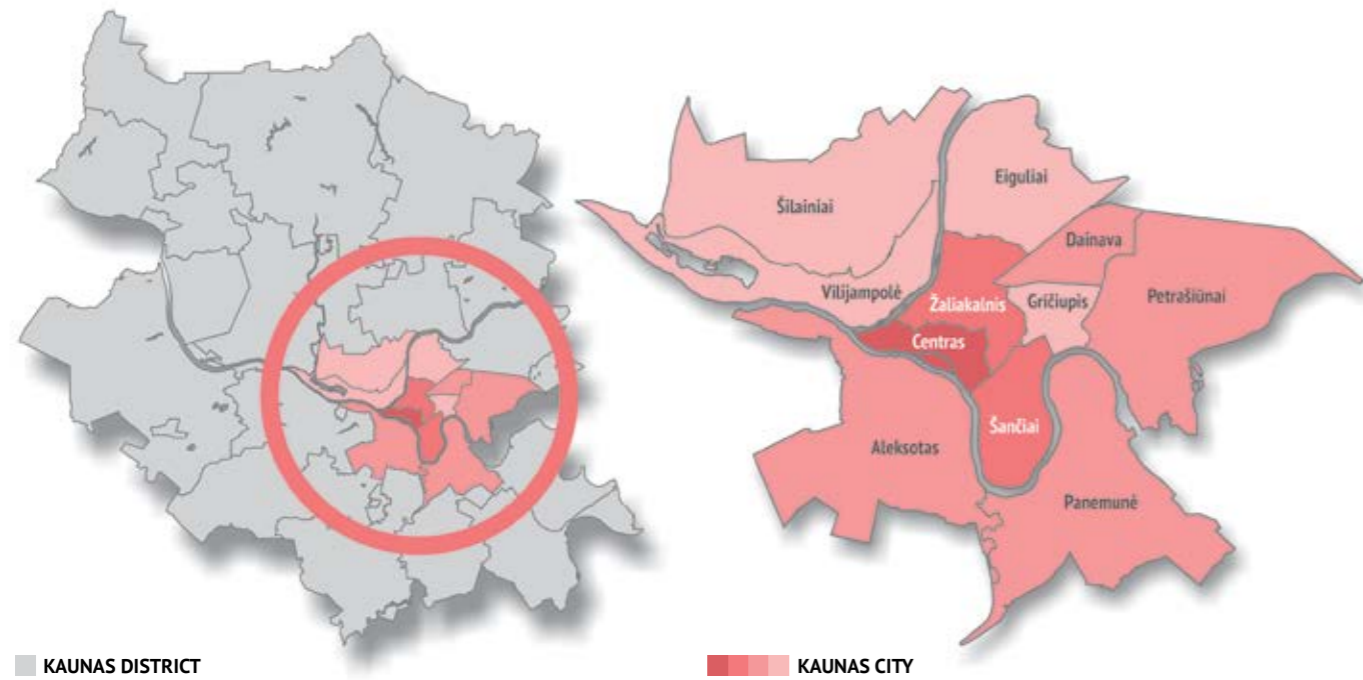 Šilainiai
Eiguliai
Dainava
Vilijampolė
Žaliakalnis
Gričiupis
Petrašiūnai
Centras
Aleksotas
Šančiai
Panemunė
KAUNAS DISTRICT
KAUNAS CITY